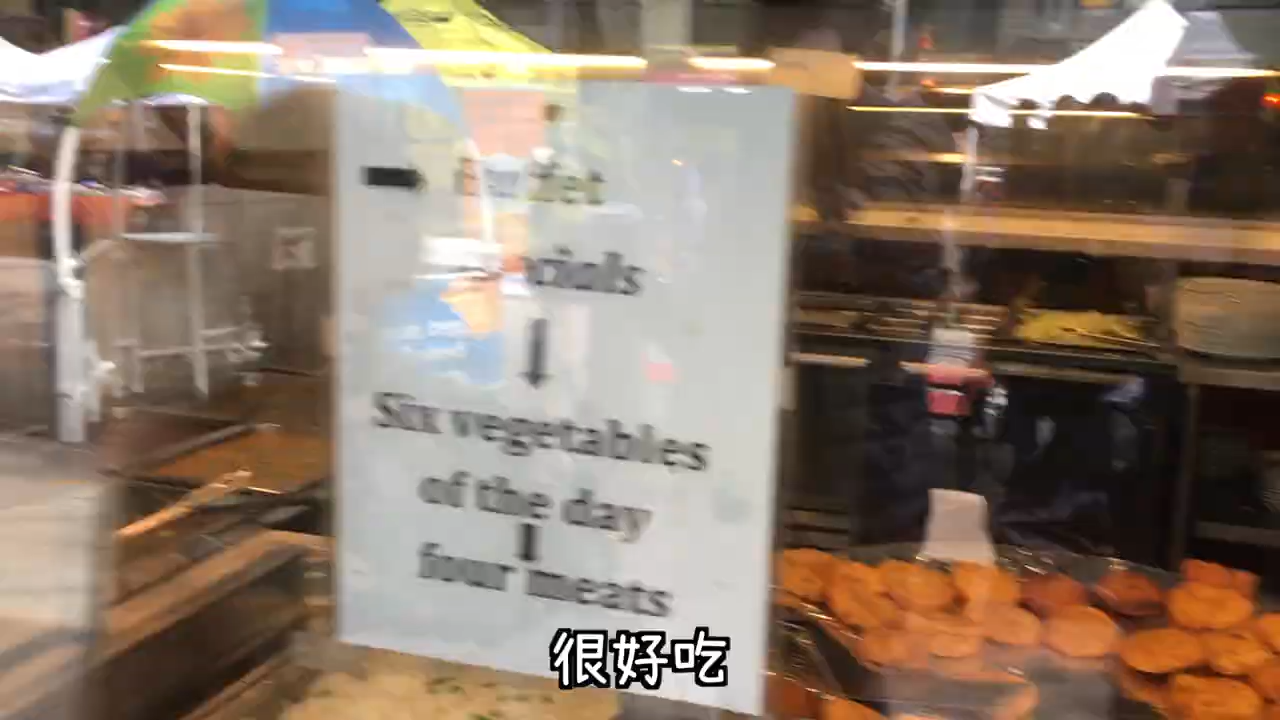 Six vegetables
of the day
four meats
很好吃